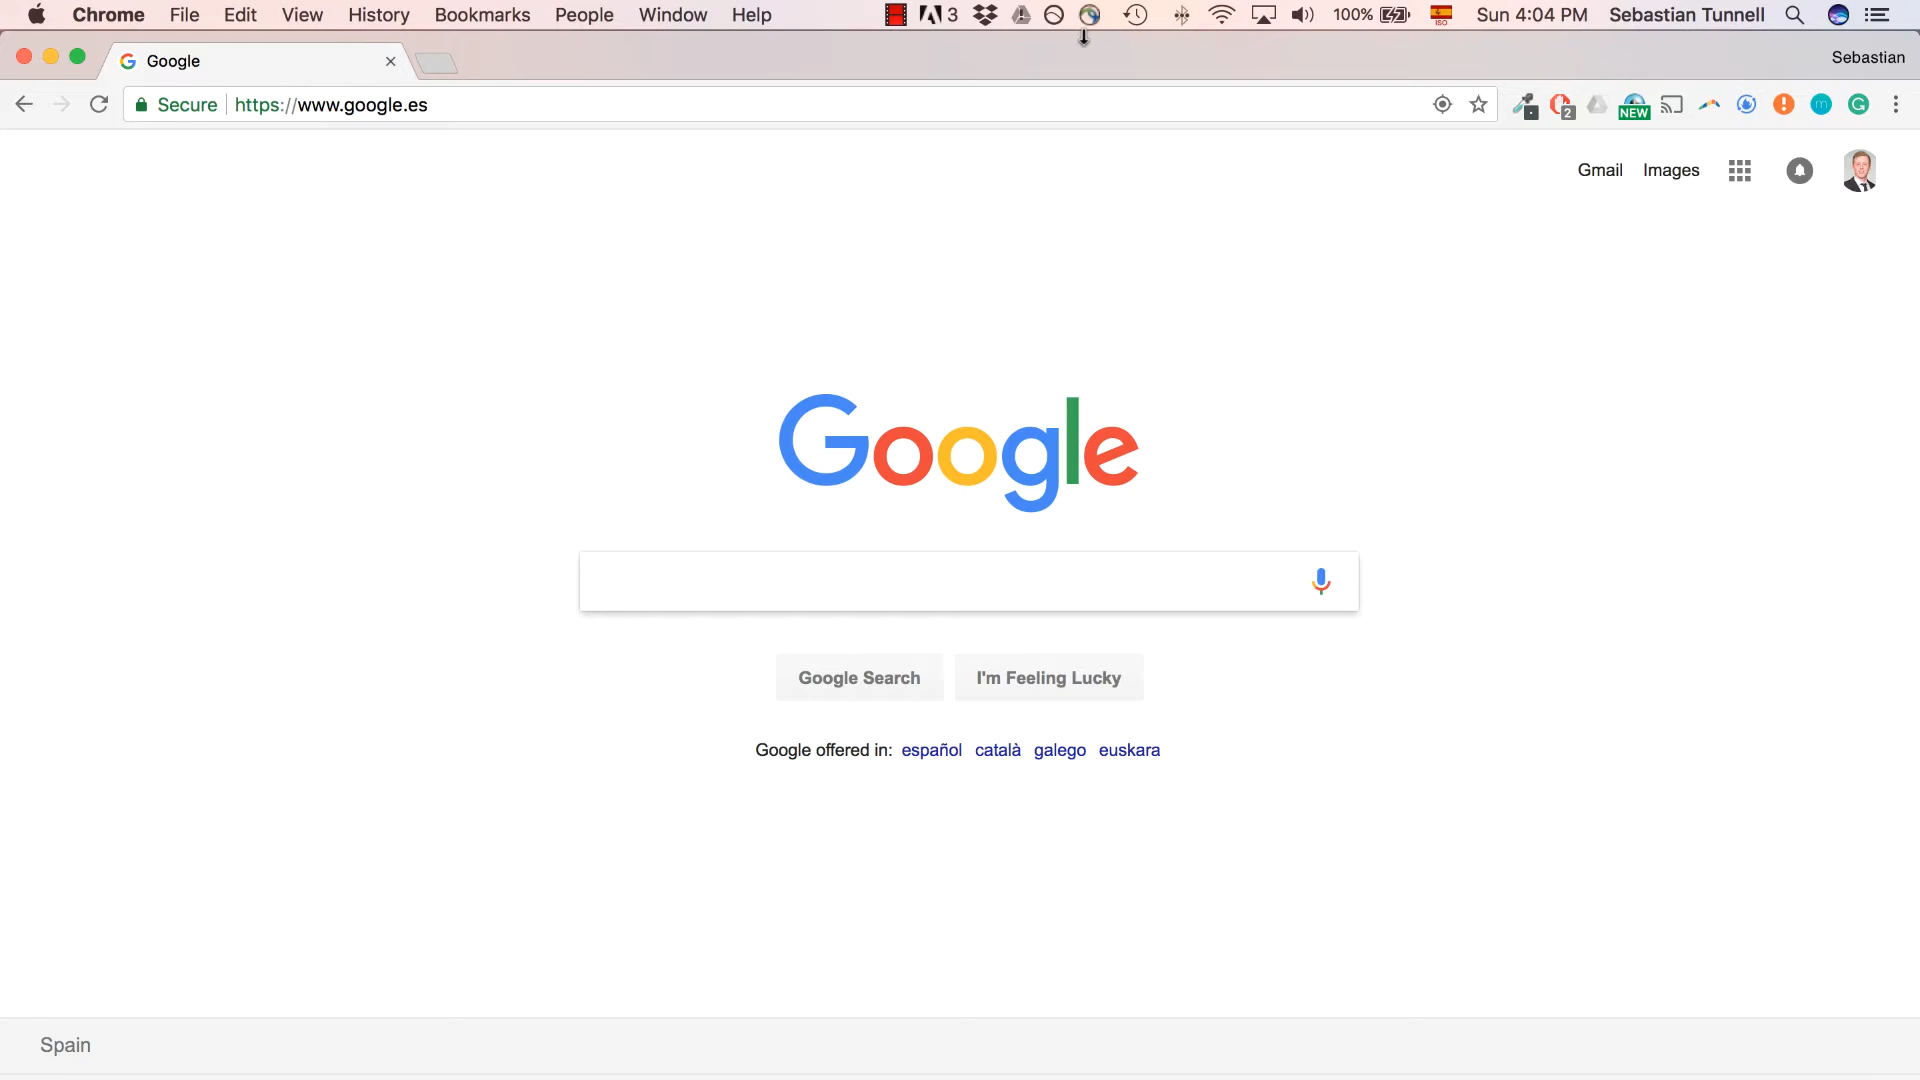 Chrome File Edit View History Bookmarks People Window Help 3 100% ISO Sun 4:04 PM Sebastian Tunnell
Google Sebastian
Secure https://www.google.es 2 NEW m G
Gmail Images
Google
Google Search I'm Feeling Lucky
Google offered in: español català galego euskara
Spain